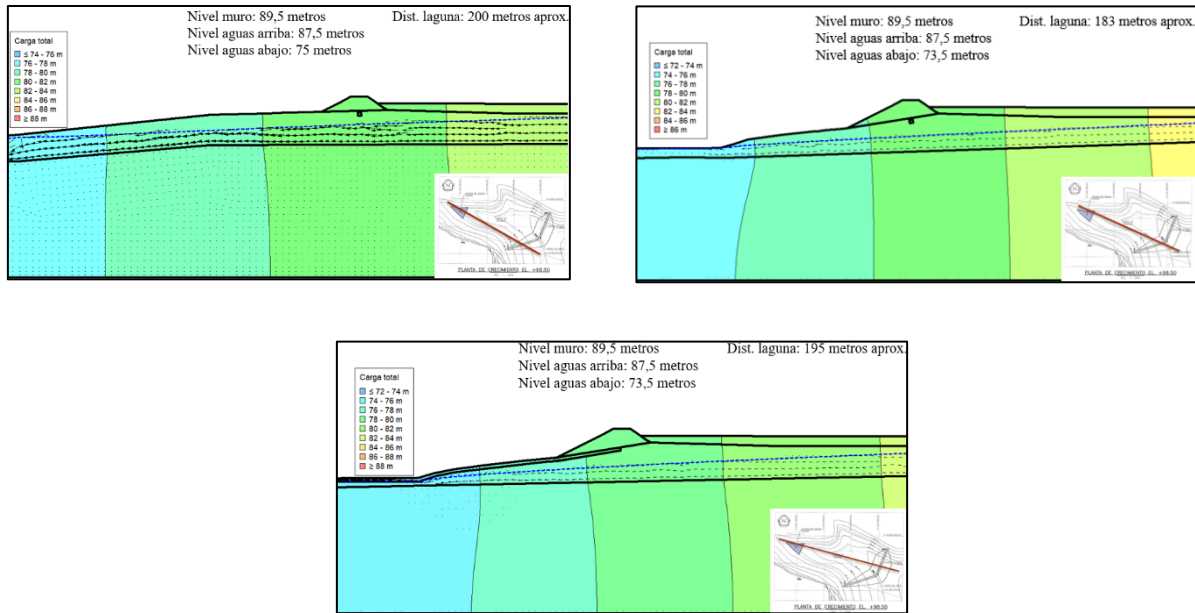 Nivel muro: 89,5 metros
Dist. laguna: 200 metros aprox.
Nivel aguas arriba: 87,5 metros
Nivel aguas abajo: 75 metros
Carga total
≤ 74 - 76 m
76 - 78 m
78 - 80 m
80 - 82 m
82 - 84 m
84 - 86 m
86 - 88 m
≥ 88 m
PLANTA DE CRECIMIENTO EL. +98.50
Nivel muro: 89,5 metros
Dist. laguna: 183 metros aprox.
Nivel aguas arriba: 87,5 metros
Nivel aguas abajo: 73,5 metros
Carga total
≤ 72 - 74 m
74 - 76 m
76 - 78 m
78 - 80 m
80 - 82 m
82 - 84 m
84 - 86 m
≥ 86 m
PLANTA DE CRECIMIENTO EL. +98.50
Nivel muro: 89,5 metros
Dist. laguna: 195 metros aprox.
Nivel aguas arriba: 87,5 metros
Nivel aguas abajo: 73,5 metros
Carga total
≤ 72 - 74 m
74 - 76 m
76 - 78 m
78 - 80 m
80 - 82 m
82 - 84 m
84 - 86 m
86 - 88 m
≥ 88 m
PLANTA DE CRECIMIENTO EL. +98.50